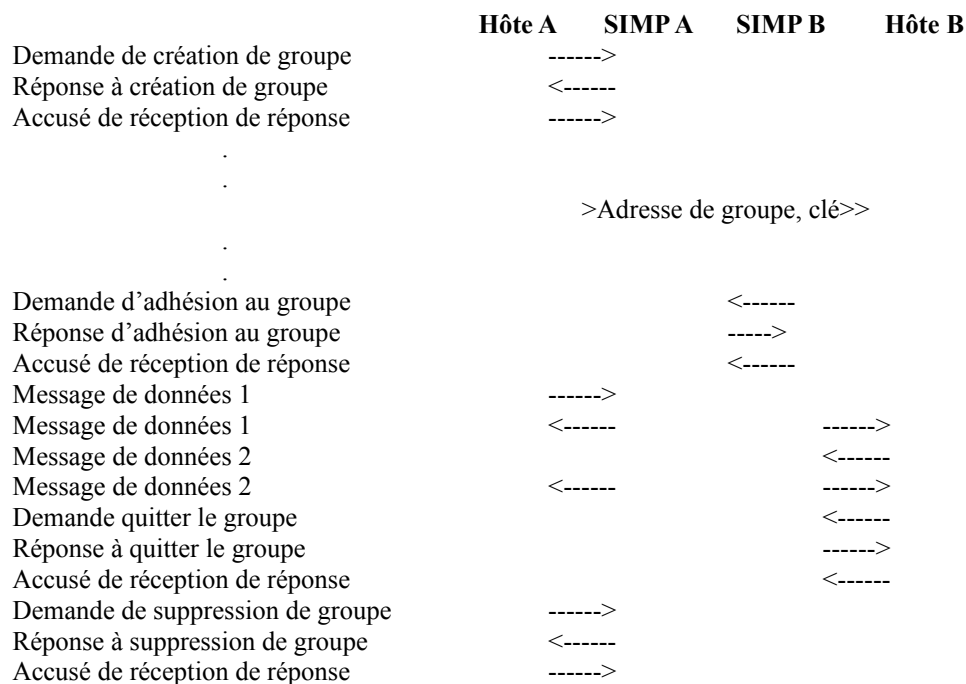 Hôte A SIMP A SIMP B Hôte B
Demande de création de groupe ------>
Réponse à création de groupe <------
Accusé de réception de réponse ------>
.
.
>Adresse de groupe, clé>>
.
.
Demande d’adhésion au groupe <------
Réponse d’adhésion au groupe ----->
Accusé de réception de réponse <------
Message de données 1 ------>
Message de données 1 <------ ------>
Message de données 2 <------
Message de données 2 <------ ------>
Demande quitter le groupe <------
Réponse à quitter le groupe ------>
Accusé de réception de réponse <------
Demande de suppression de groupe ------>
Réponse à suppression de groupe <------
Accusé de réception de réponse ------>